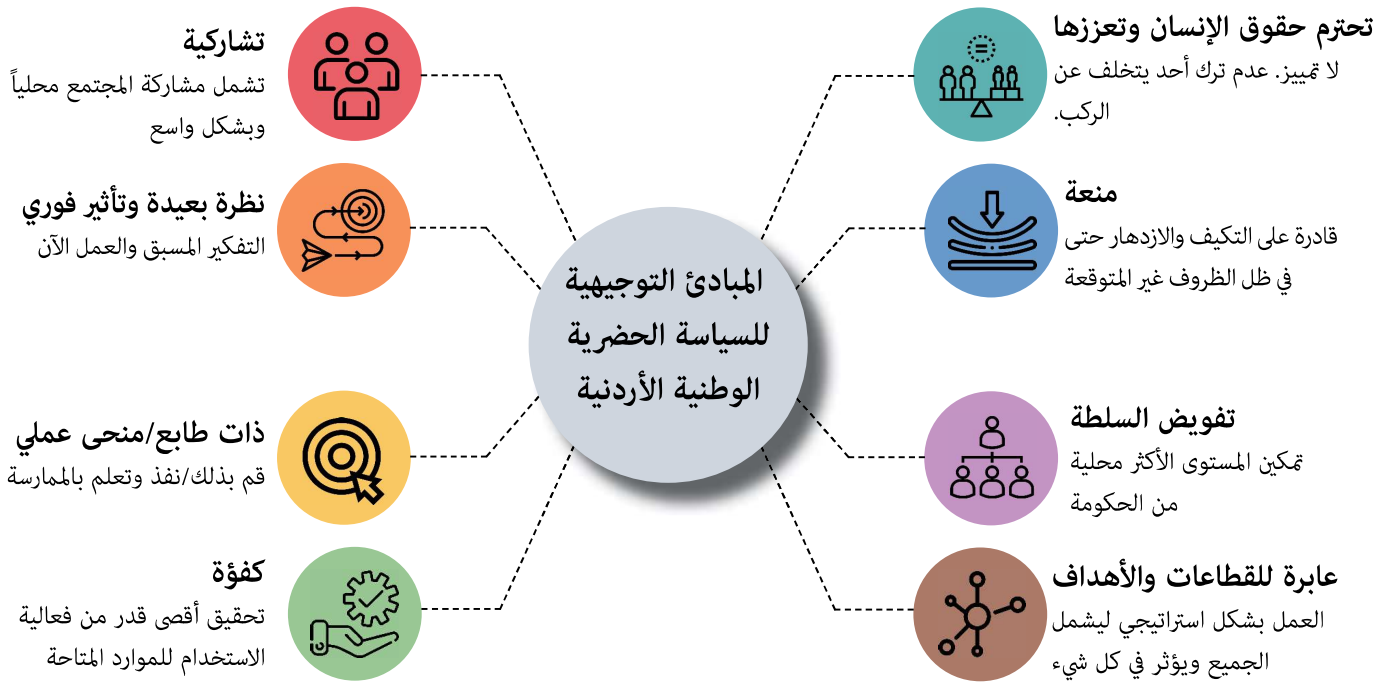 المبادئ التوجيهية
للسياسة الحضرية
الوطنية الأردنية
تحترم حقوق الإنسان وتعززها
لا تمييز. عدم ترك أحد يتخلف عن
الركب.
منعة
قادرة على التكيف والازدهار حتى
في ظل الظروف غير المتوقعة
تفويض السلطة
تمكين المستوى الأكثر محلية
من الحكومة
عابرة للقطاعات والأهداف
العمل بشكل استراتيجي ليشمل
الجميع ويؤثر في كل شيء
تشاركية
تشمل مشاركة المجتمع محلياً
وبشكل واسع
نظرة بعيدة وتأثير فوري
التفكير المسبق والعمل الآن
ذات طابع/منحى عملي
قم بذلك/نفذ وتعلم بالممارسة
كفؤة
تحقيق أقصى قدر من فعالية
الاستخدام للموارد المتاحة